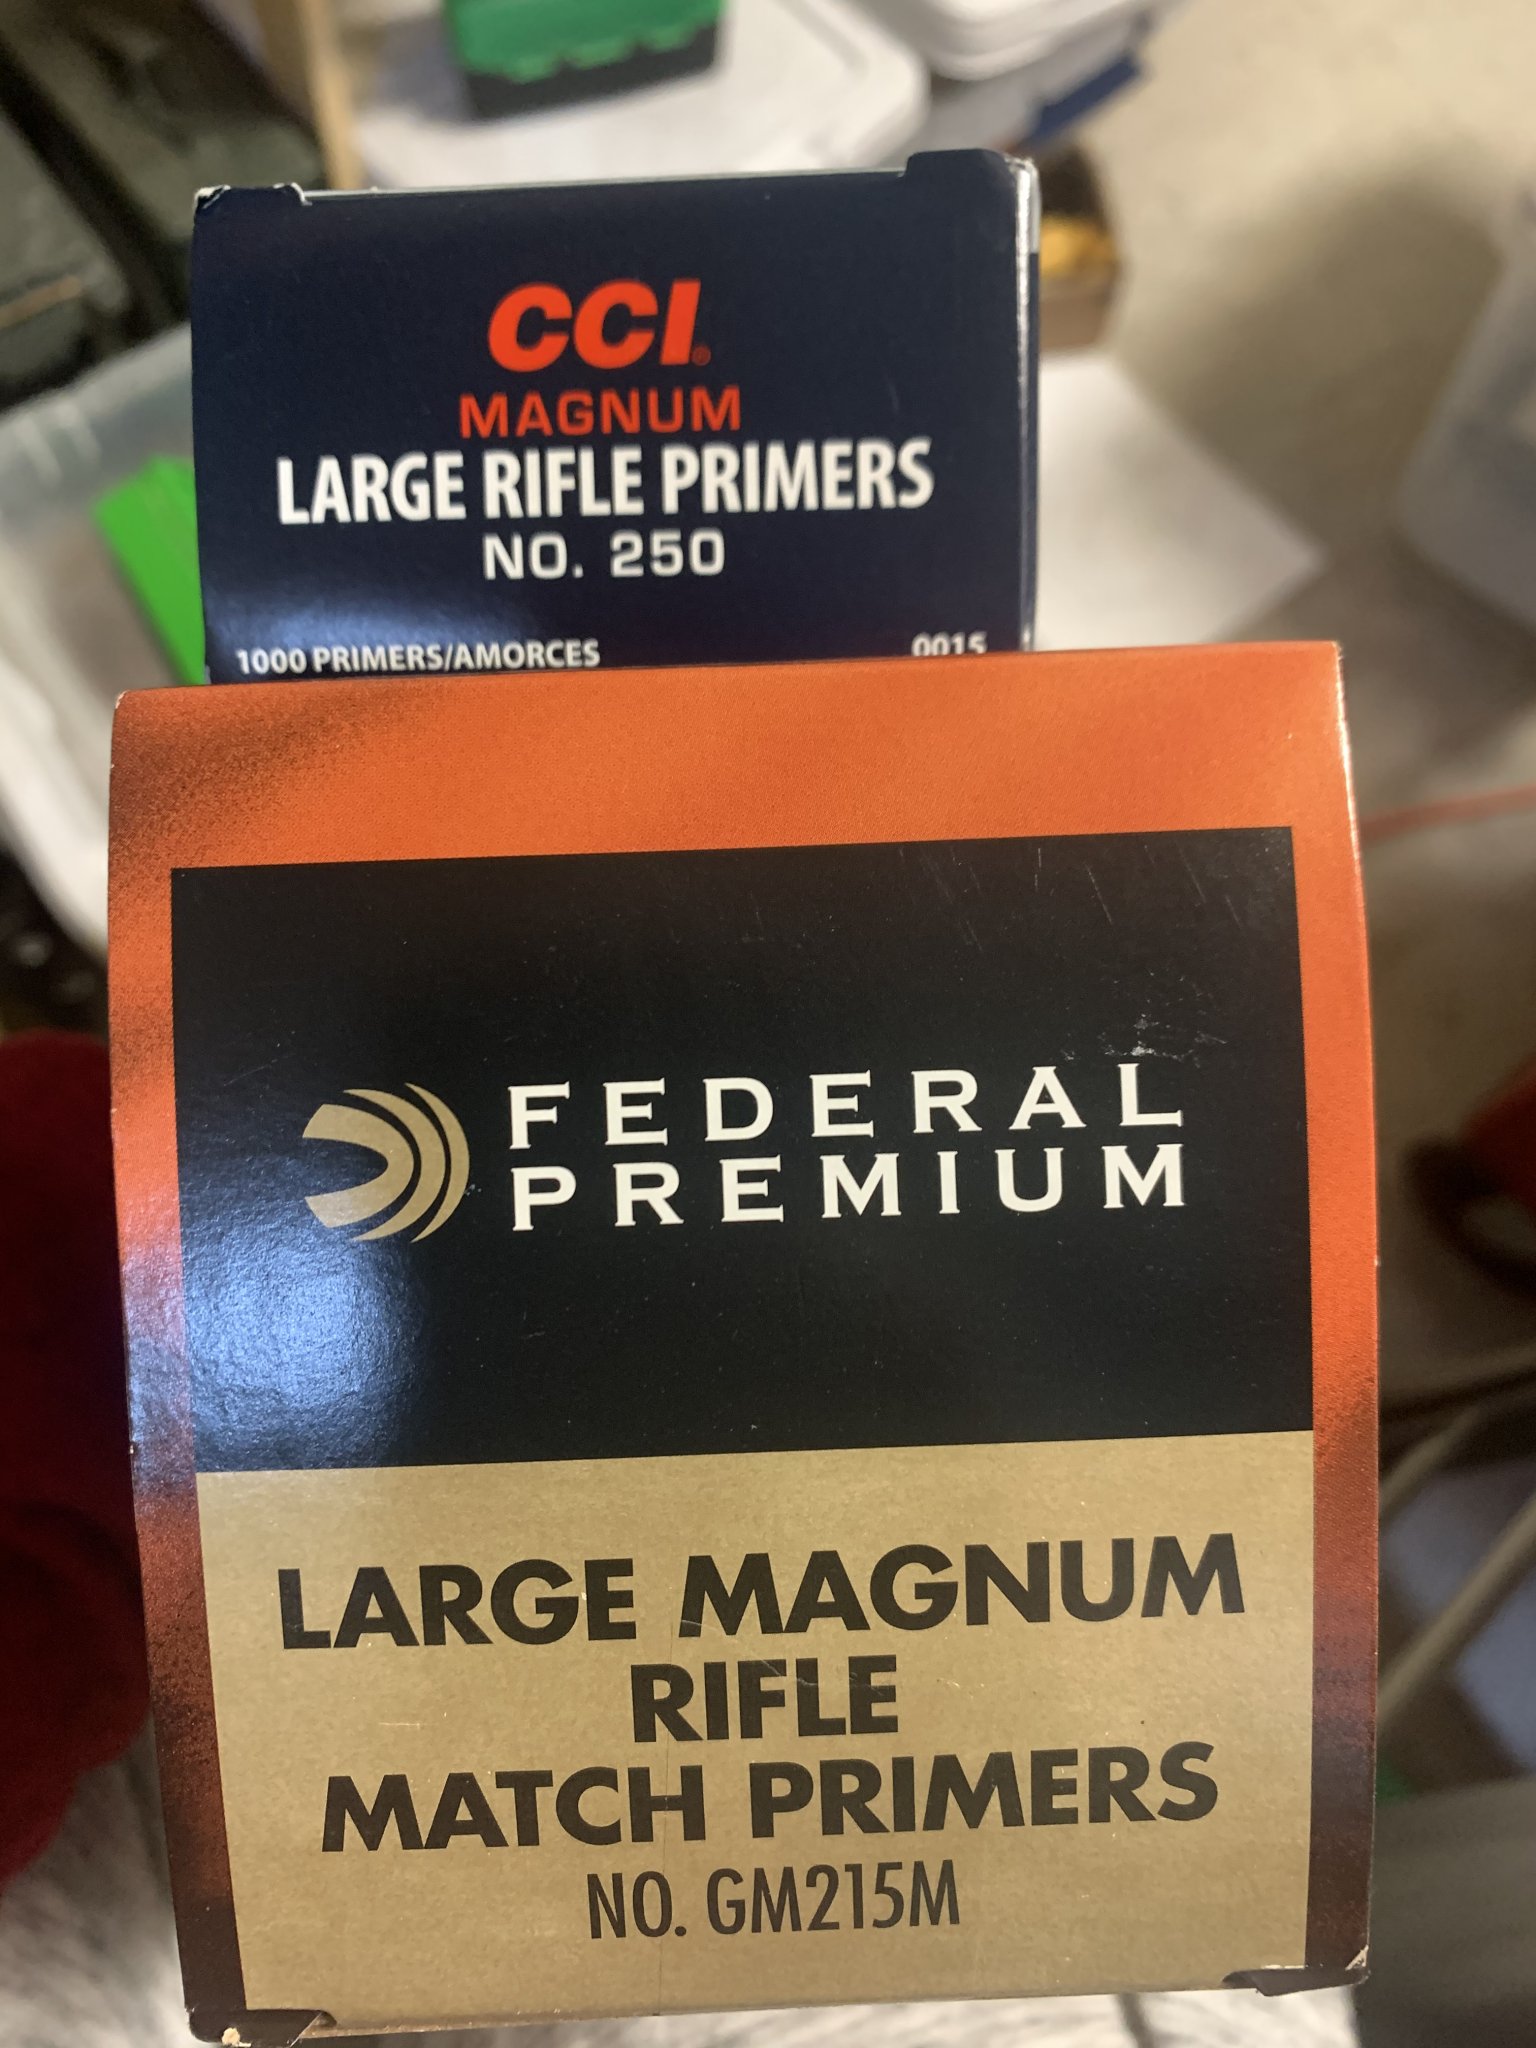 CCI®
MAGNUM
LARGE RIFLE PRIMERS
NO. 250
1000 PRIMERS/AMORCES 0015
FEDERAL
PREMIUM
LARGE MAGNUM
RIFLE
MATCH PRIMERS
NO. GM215M